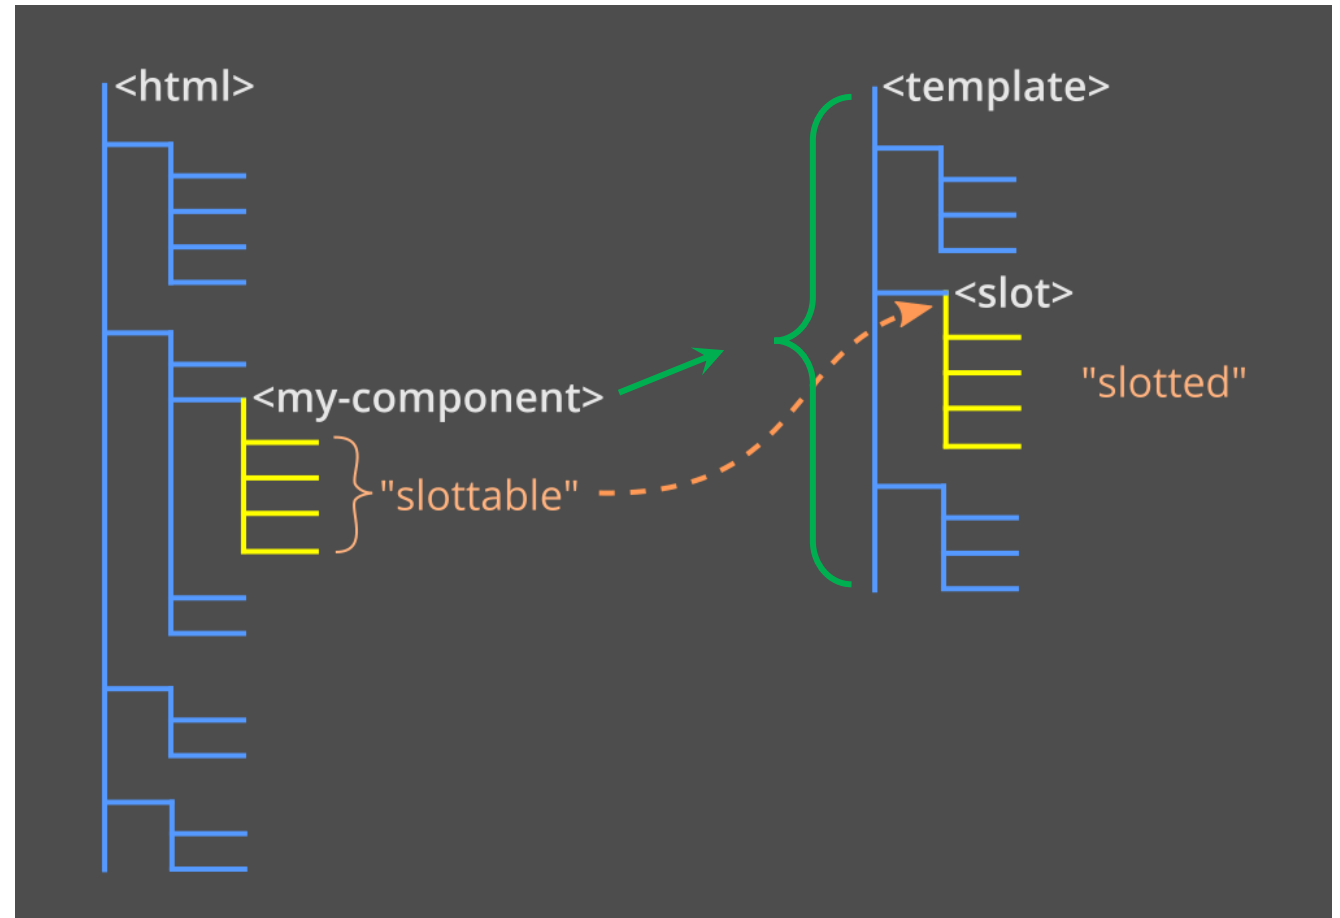 <html>
<template>
<slot>
"slotted"
<my-component>
"slottable"